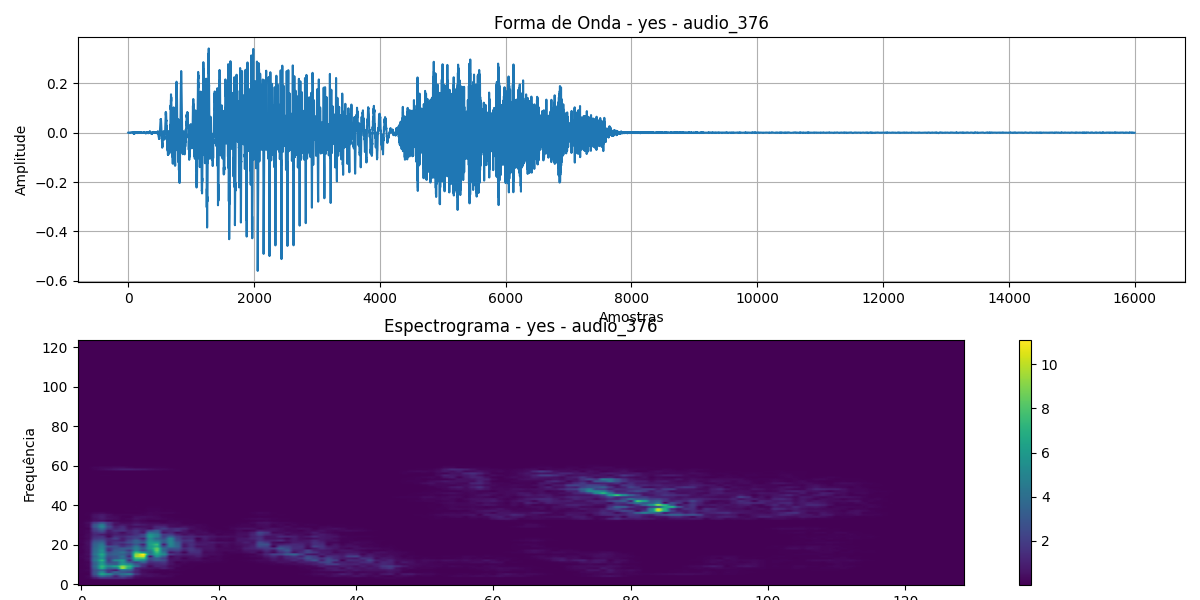 Forma de Onda - yes - audio_376
0.2
0.0
−0.2
−0.4
−0.6
Amplitude
0 2000 4000 6000 8000 10000 12000 14000 16000
Amostras
Espectrograma - yes - audio_376
120
100
80
60
40
20
0
Frequência
0 20 40 60 80 100 120
10
8
6
4
2